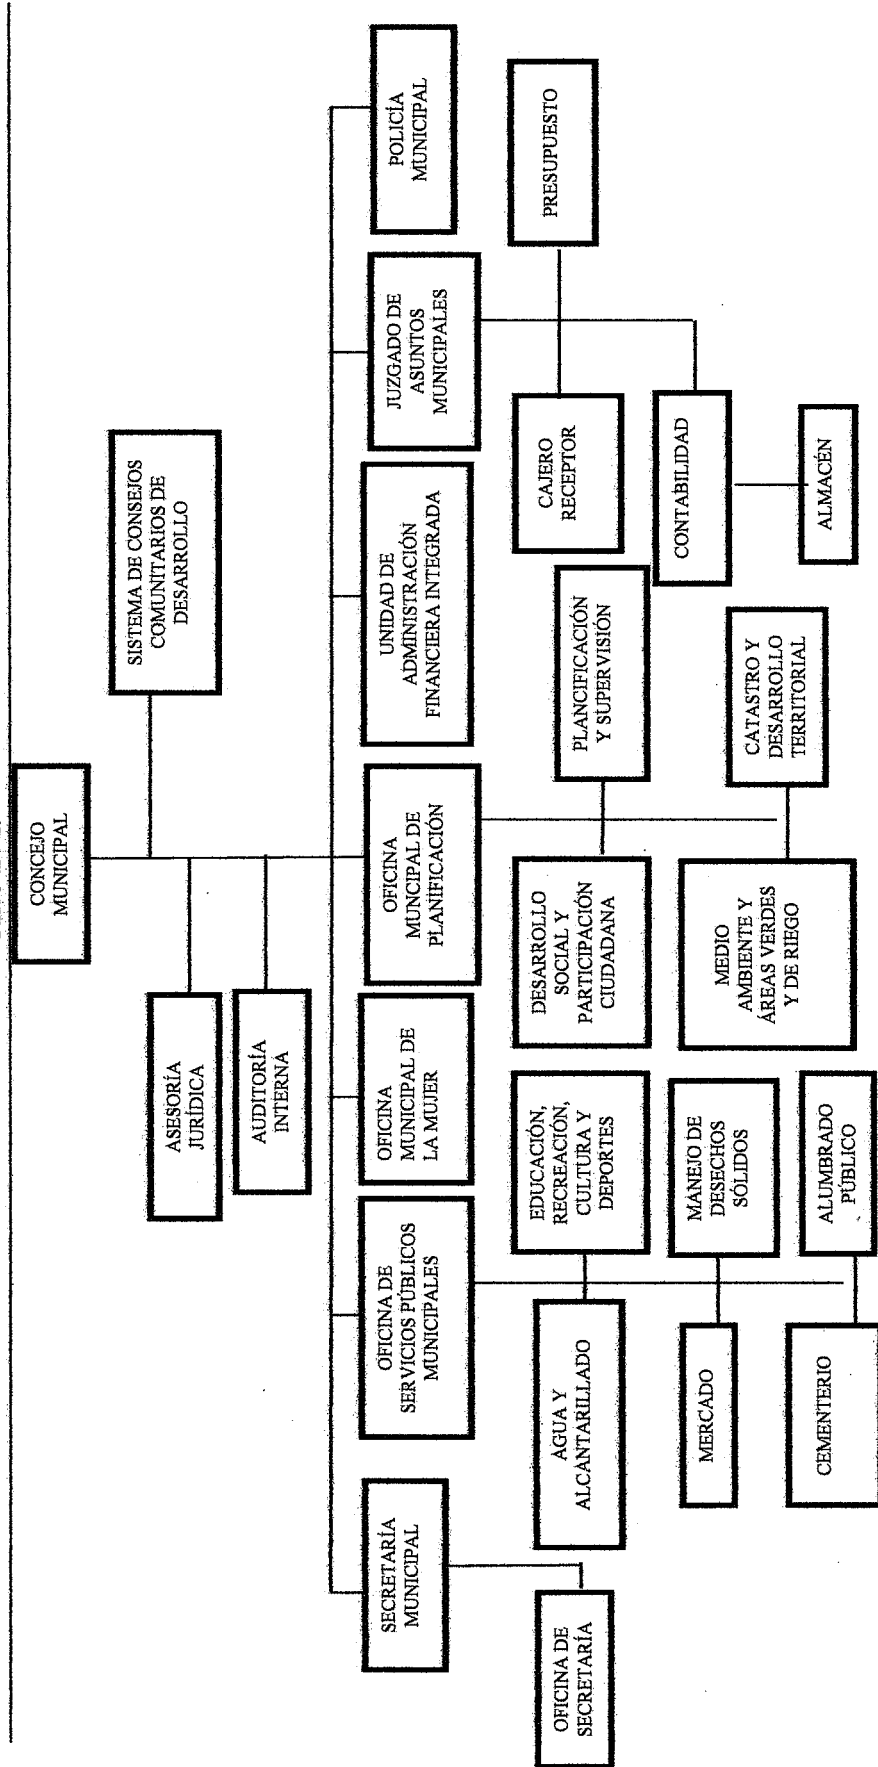 CONCEJO
MUNICIPAL
SISTEMA DE CONSEJOS
COMUNITARIOS DE
DESARROLLO
ASESORÍA
JURÍDICA
AUDITORÍA
INTERNA
SECRETARÍA
MUNICIPAL
OFICINA DE
SERVICIOS PÚBLICOS
MUNICIPALES
OFICINA
MUNICIPAL DE
LA MUJER
OFICINA
MUNCIPAL DE
PLANIFICACIÓN
UNIDAD DE
ADMINISTRACIÓN
FINANCIERA INTEGRADA
JUZGADO DE
ASUNTOS
MUNICIPALES
POLICÍA
MUNICIPAL
OFICINA DE
SECRETARÍA
AGUA Y
ALCANTARILLADO
EDUCACIÓN,
RECREACIÓN,
CULTURA Y
DEPORTES
DESARROLLO
SOCIAL Y
PARTICIPACIÓN
CIUDADANA
PLANCIFICACIÓN
Y SUPERVISIÓN
CAJERO
RECEPTOR
PRESUPUESTO
MERCADO
MANEJO DE
DESECHOS
SÓLIDOS
MEDIO
AMBIENTE Y
ÁREAS VERDES
Y DE RIEGO
CATASTRO Y
DESARROLLO
TERRITORIAL
CONTABILIDAD
CEMENTERIO
ALUMBRADO
PÚBLICO
ALMACÉN